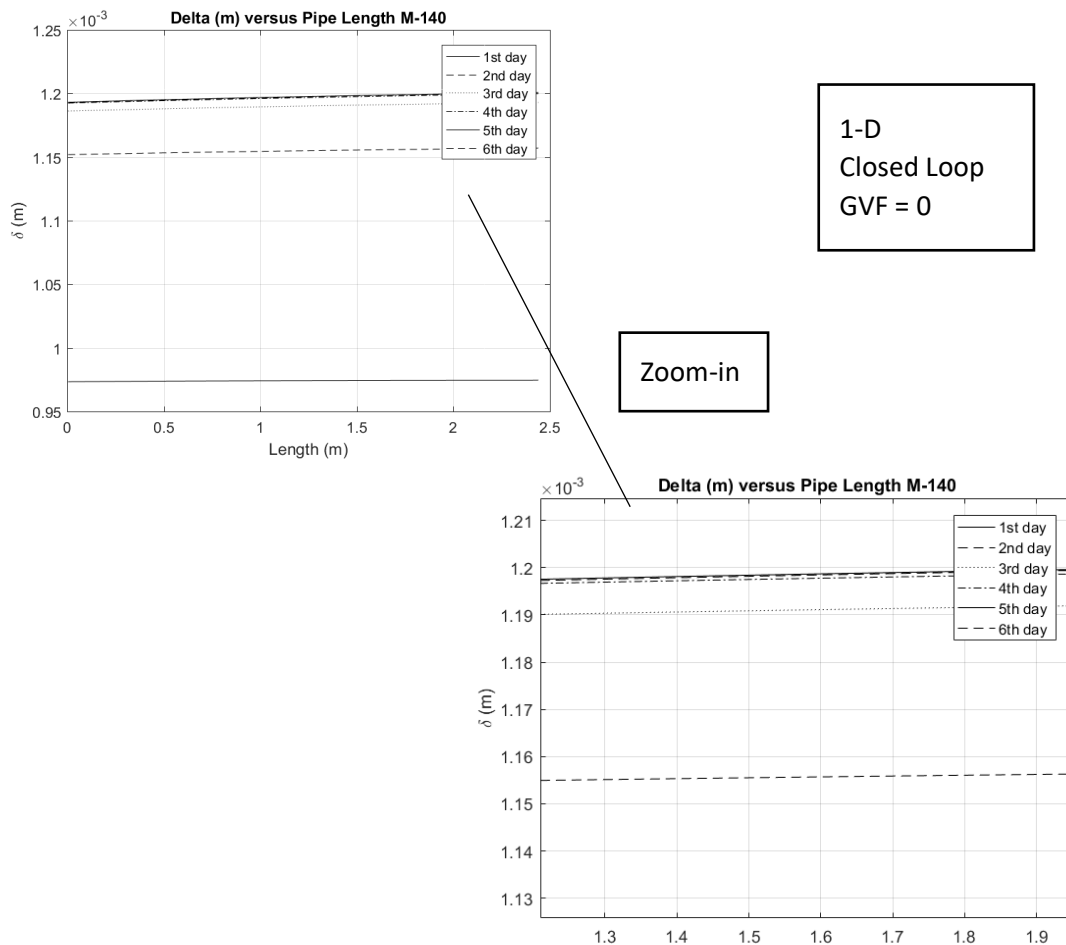 ×10⁻³
Delta (m) versus Pipe Length M-140
1.25
1.2
1.15
1.1
1.05
1
0.95
δ (m)
1st day
2nd day
3rd day
4th day
5th day
6th day
0 0.5 1 1.5 2 2.5
Length (m)
1-D
Closed Loop
GVF = 0
Zoom-in
×10⁻³
Delta (m) versus Pipe Length M-140
1.21
1.2
1.19
1.18
1.17
1.16
1.15
1.14
1.13
δ (m)
1st day
2nd day
3rd day
4th day
5th day
6th day
1.3 1.4 1.5 1.6 1.7 1.8 1.9